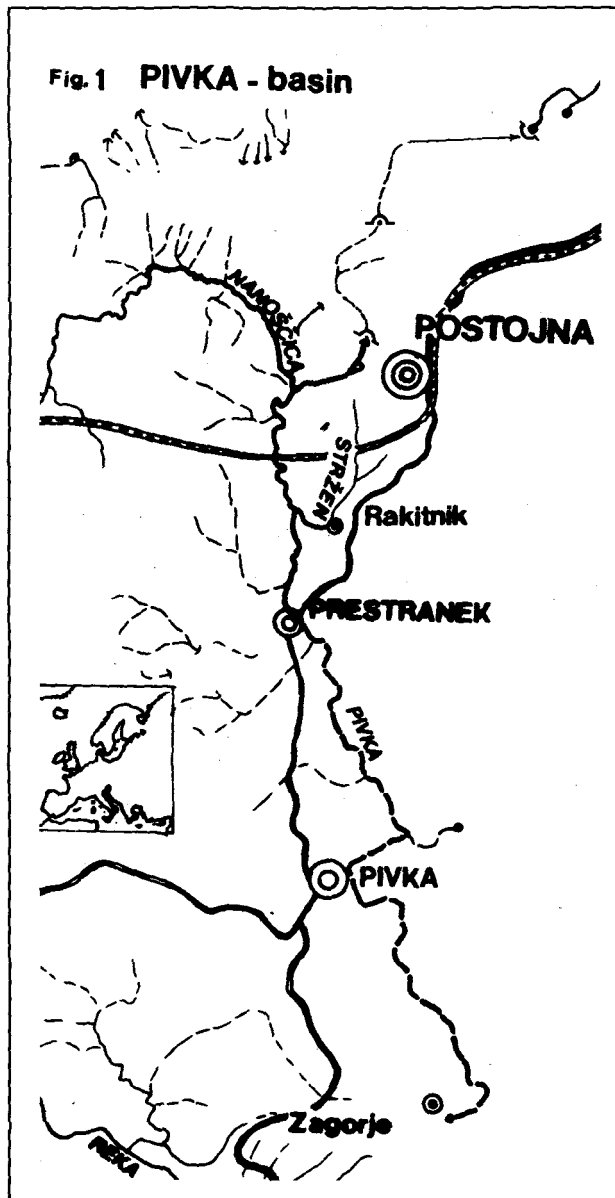 Fig. 1 PIVKA - basin
NANOŠČICA
POSTOJNA
STRŽEN
Rakitnik
PRESTRANEK
PIVKA
PIVKA
Zagorje
REKA